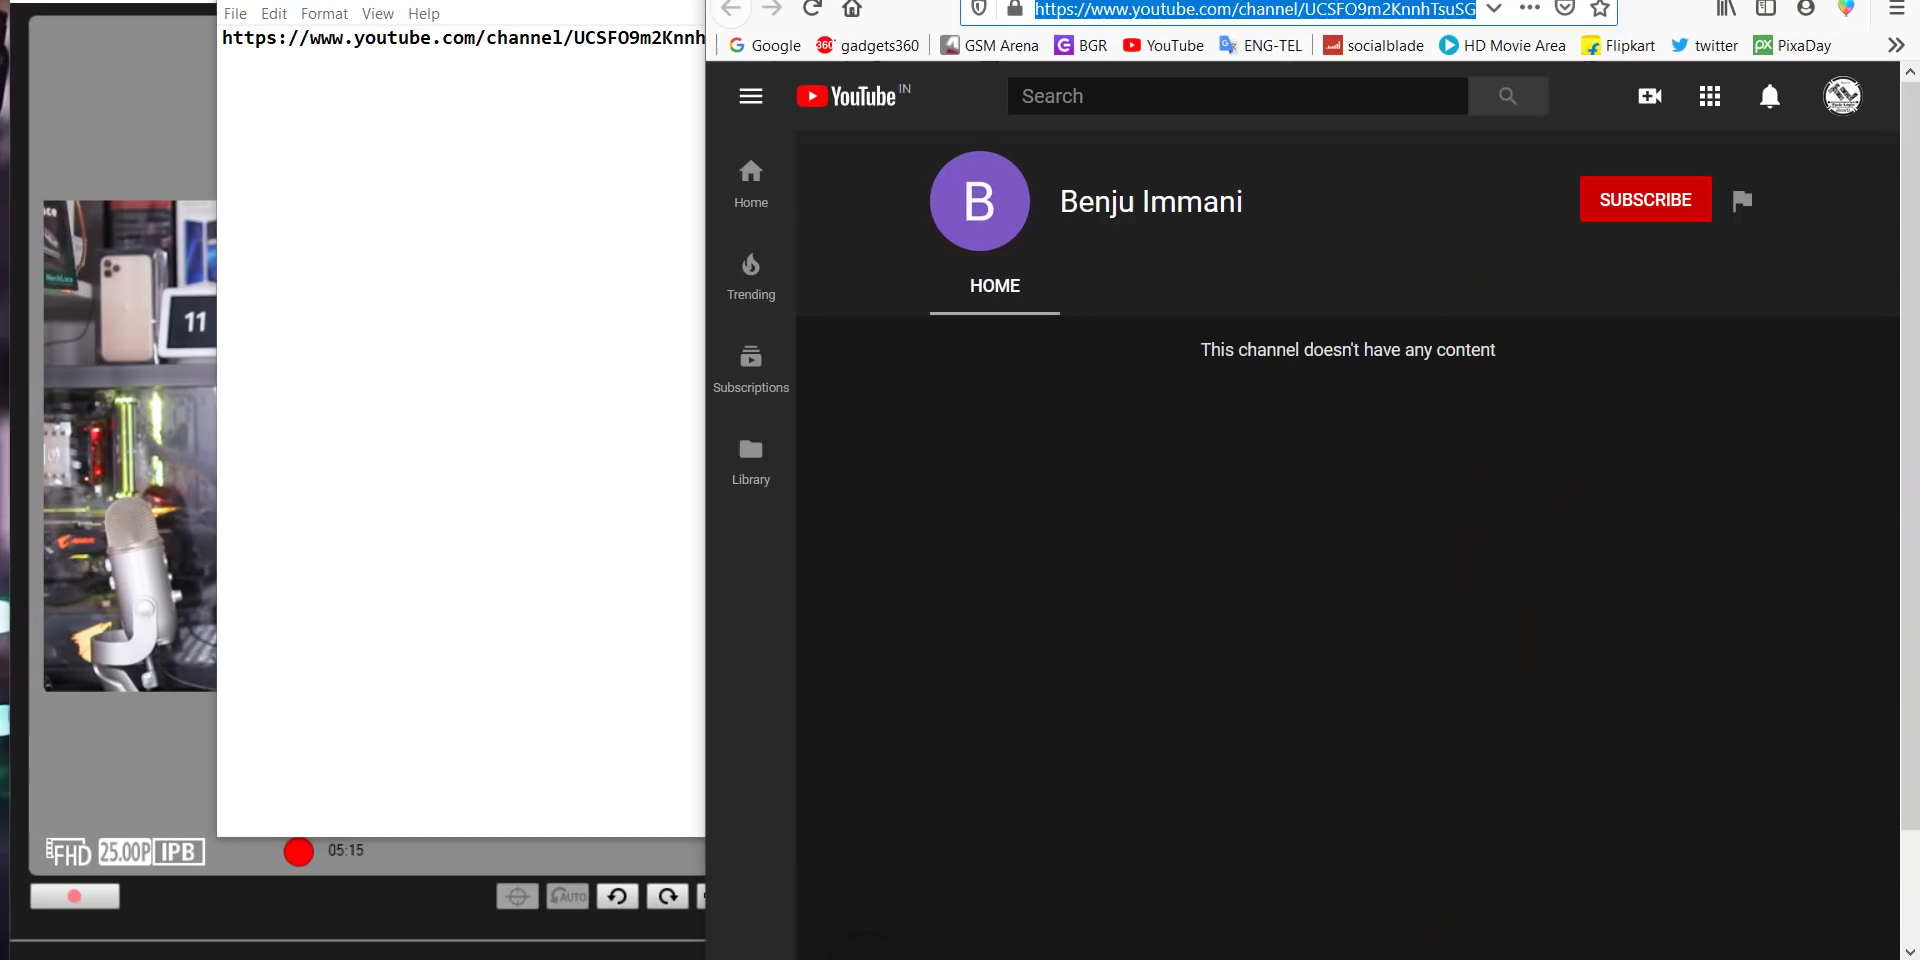 File Edit Format View Help
https://www.youtube.com/channel/UCSFO9m2Knnh
https://www.youtube.com/channel/UCSFO9m2KnnhTsuSG
Google gadgets360 GSM Arena BGR YouTube ENG-TEL socialblade HD Movie Area Flipkart twitter PixaDay
YouTube IN
Search
Home
Trending
Subscriptions
Library
B
Benju Immani
SUBSCRIBE
HOME
This channel doesn't have any content
11
FHD 25.00P IPB
05:15
AUTO